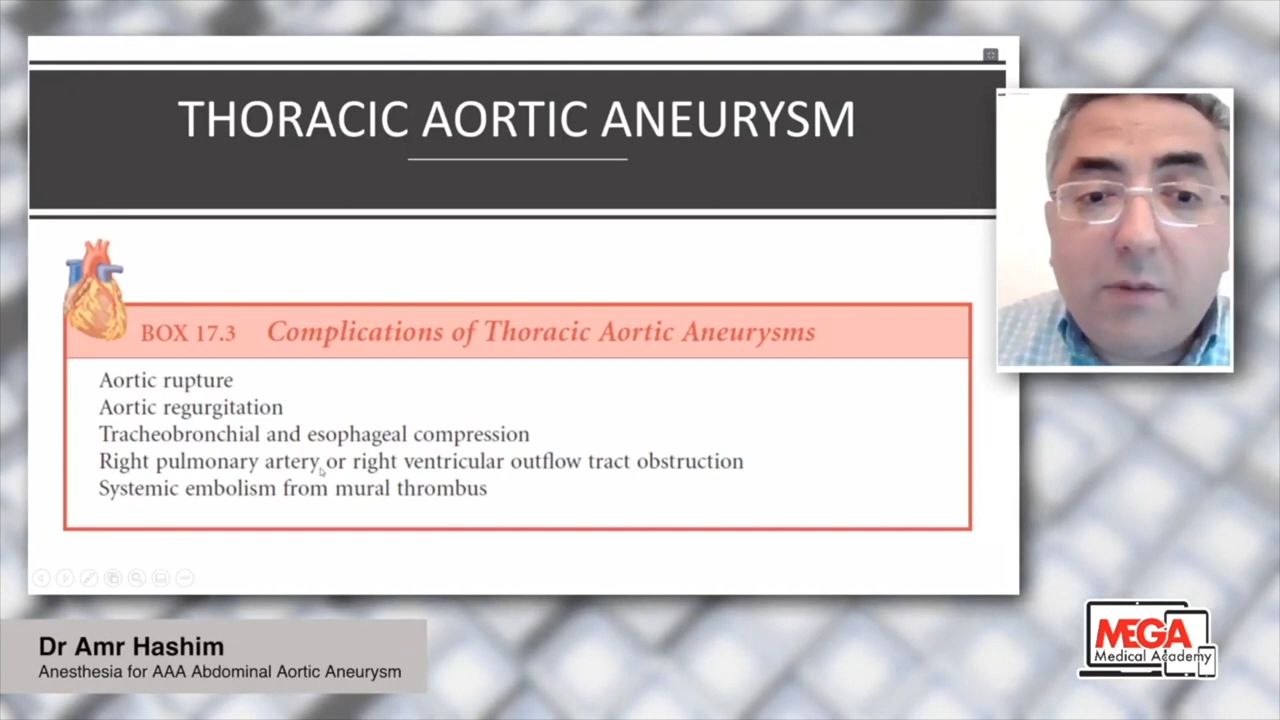 THORACIC AORTIC ANEURYSM
BOX 17.3 Complications of Thoracic Aortic Aneurysms
Aortic rupture
Aortic regurgitation
Tracheobronchial and esophageal compression
Right pulmonary artery or right ventricular outflow tract obstruction
Systemic embolism from mural thrombus
Dr Amr Hashim
Anesthesia for AAA Abdominal Aortic Aneurysm
MEGA
Medical Academy